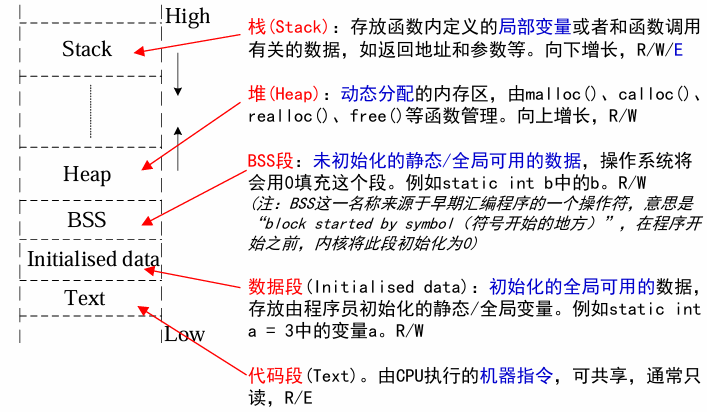 High
Stack
Heap
BSS
Initialised data
Text
Low
栈(Stack)：存放函数内定义的局部变量或者和函数调用
有关的数据，如返回地址和参数等。向下增长，R/W/E
堆(Heap)：动态分配的内存区，由malloc()、calloc()、
realloc()、free()等函数管理。向上增长，R/W
BSS段：未初始化的静态/全局可用的数据，操作系统将
会用0填充这个段。例如static int b中的b。R/W
(注：BSS这一名称来源于早期汇编程序的一个操作符，意思是
“block started by symbol（符号开始的地方）”，在程序开
始之前，内核将此段初始化为0)
数据段(Initialised data)：初始化的全局可用的数据，
存放由程序员初始化的静态/全局变量。例如static int
a = 3中的变量a。R/W
代码段(Text)。由CPU执行的机器指令，可共享，通常只
读，R/E